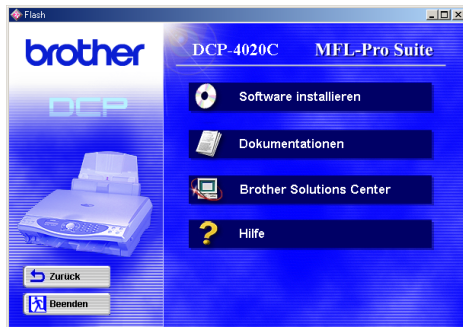 Flash
brother
DCP
DCP-4020C MFL-Pro Suite
Software installieren
Dokumentationen
Brother Solutions Center
Hilfe
Zurück
Beenden